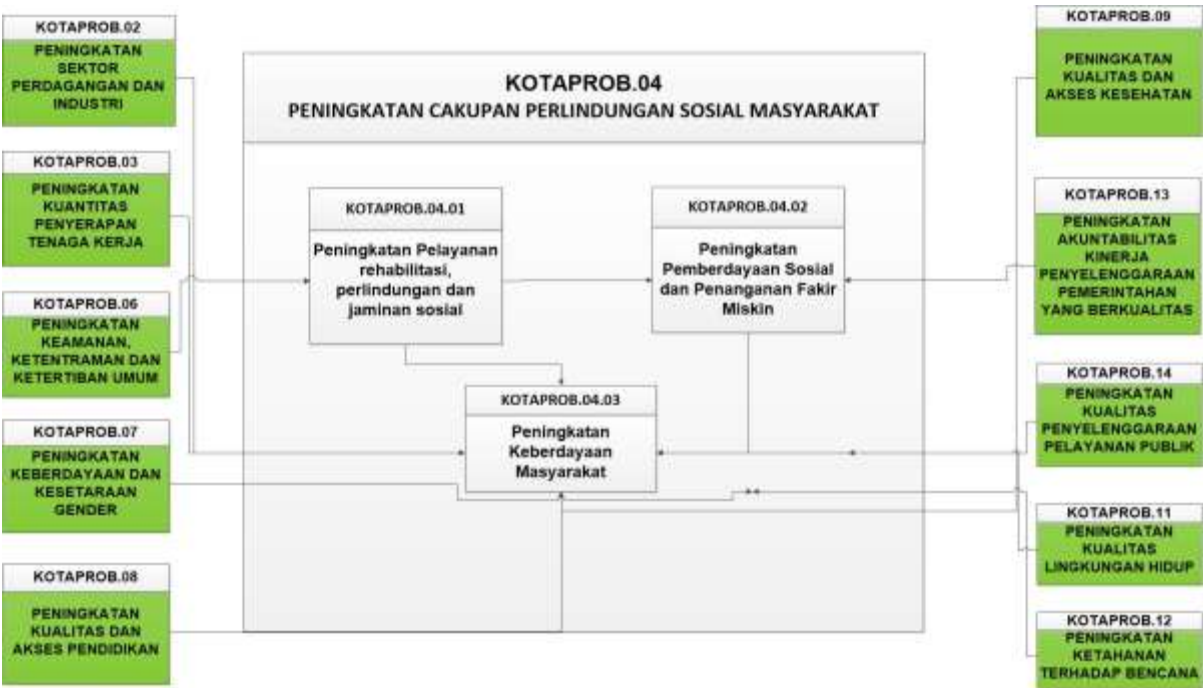 KOTAPROB.02
PENINGKATAN
SEKTOR
PERDAGANGAN DAN
INDUSTRI
KOTAPROB.03
PENINGKATAN
KUANTITAS
PENYERAPAN
TENAGA KERJA
KOTAPROB.06
PENINGKATAN
KEAMANAN,
KETENTRAMAN DAN
KETERTIBAN UMUM
KOTAPROB.07
PENINGKATAN
KEBERDAYAAN DAN
KESETARAAN
GENDER
KOTAPROB.08
PENINGKATAN
KUALITAS DAN
AKSES PENDIDIKAN
KOTAPROB.04
PENINGKATAN CAKUPAN PERLINDUNGAN SOSIAL MASYARAKAT
KOTAPROB.04.01
Peningkatan Pelayanan
rehabilitasi,
perlindungan dan
jaminan sosial
KOTAPROB.04.02
Peningkatan
Pemberdayaan Sosial
dan Penanganan Fakir
Miskin
KOTAPROB.04.03
Peningkatan
Keberdayaan
Masyarakat
KOTAPROB.09
PENINGKATAN
KUALITAS DAN
AKSES KESEHATAN
KOTAPROB.13
PENINGKATAN
AKUNTABILITAS
KINERJA
PENYELENGGARAAN
PEMERINTAHAN
YANG BERKUALITAS
KOTAPROB.14
PENINGKATAN
KUALITAS
PENYELENGGARAAN
PELAYANAN PUBLIK
KOTAPROB.11
PENINGKATAN
KUALITAS
LINGKUNGAN HIDUP
KOTAPROB.12
PENINGKATAN
KETAHANAN
TERHADAP BENCANA